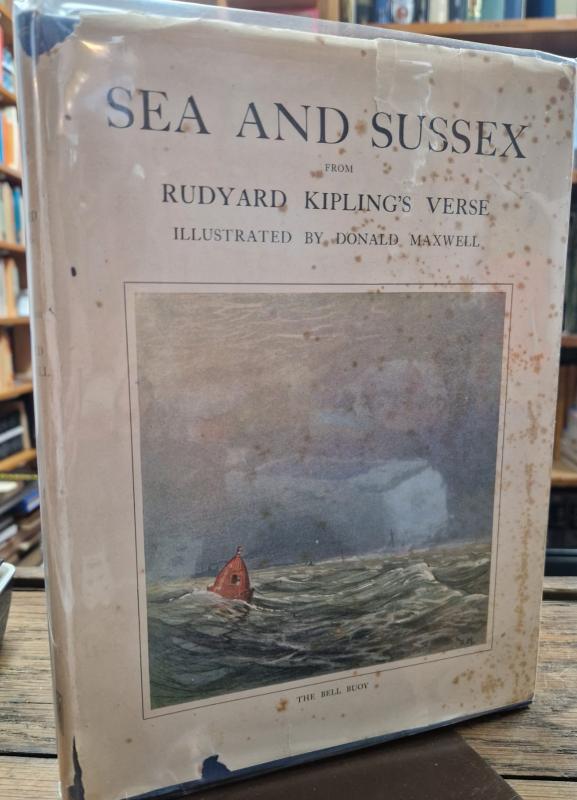 SEA AND SUSSEX
FROM
RUDYARD KIPLING'S VERSE
ILLUSTRATED BY DONALD MAXWELL
THE BELL BUOY